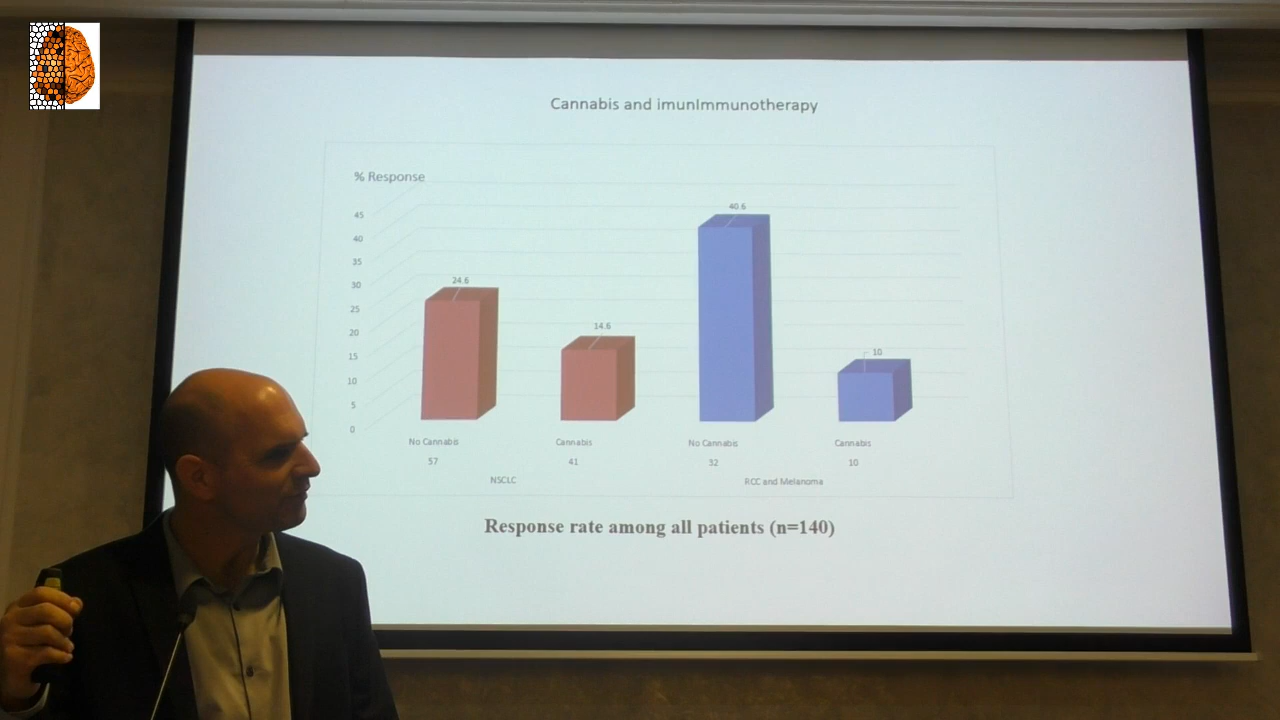 Cannabis and imunImmunotherapy
% Response
45
40
35
30
25
20
15
10
5
0
24.6
14.6
40.6
10
No Cannabis Cannabis No Cannabis Cannabis
57 41 32 10
NSCLC RCC and Melanoma
Response rate among all patients (n=140)